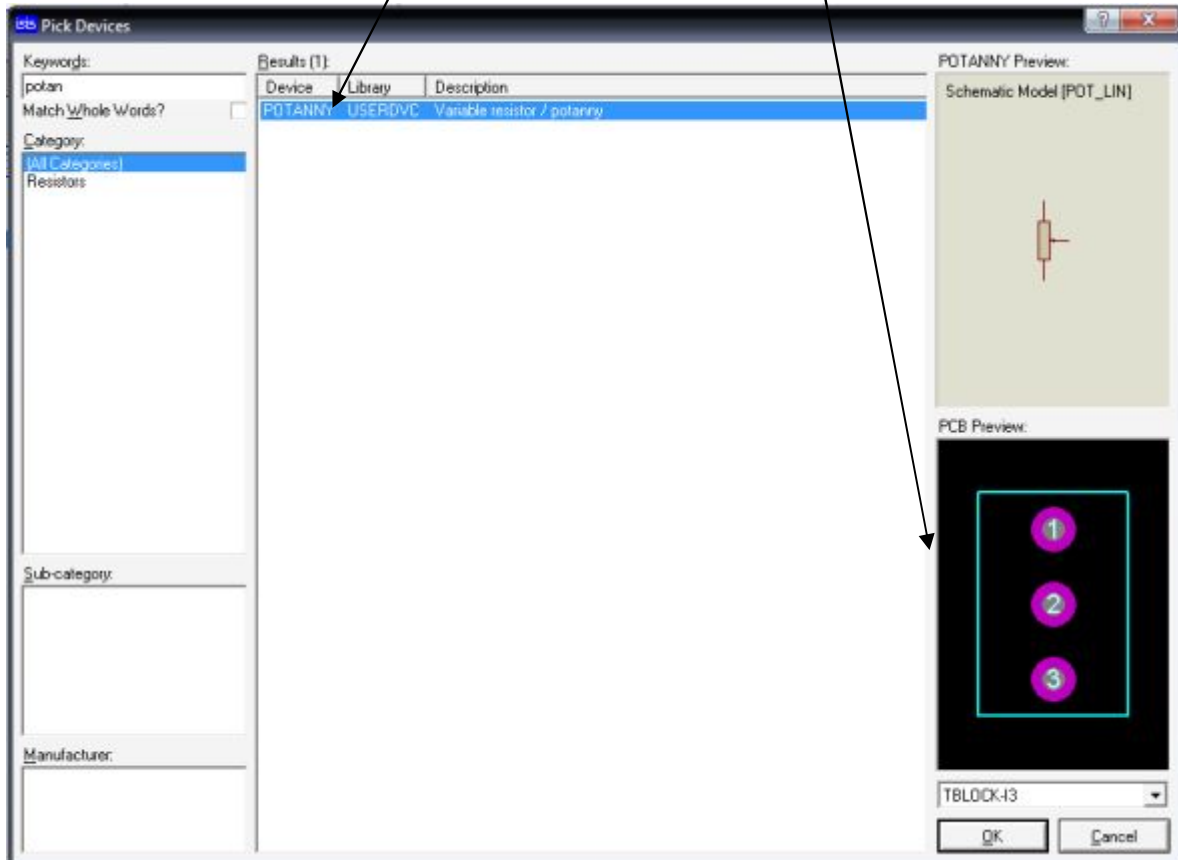 isis Pick Devices
Keywords:
potan
Match Whole Words?
Category:
(All Categories)
Resistors
Sub-category:
Manufacturer:
Results (1):
Device Library Description
POTANNY USERDVC Variable resistor / potanny
POTANNY Preview:
Schematic Model [POT_LIN]
PCB Preview:
1
2
3
TBLOCK-I3
OK Cancel